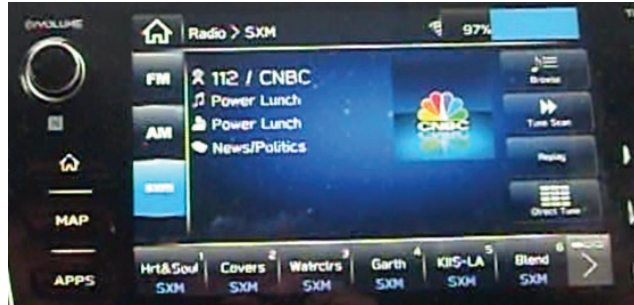 VOLUME
Radio > SXM
97%
FM
112 / CNBC
Browse
Power Lunch
CNBC
AM
Power Lunch
Tune Scan
News/Politics
Replay
SXM
MAP
Direct Tune
1 2 3 4 5 6
APPS
Hrt&Soul Covers Watrclrs Garth KIIS-LA Blend
SXM SXM SXM SXM SXM SXM